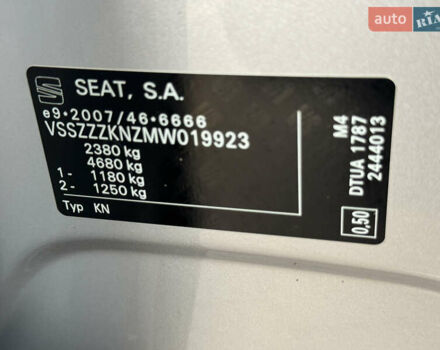 auto RIA
SEAT, S.A.
e9*2007/46*6666
VSSZZZKNZMW019923
2380 kg
4680 kg
1- 1180 kg
2- 1250 kg
Typ KN
M4
DTUA 1787
2444013
0,50